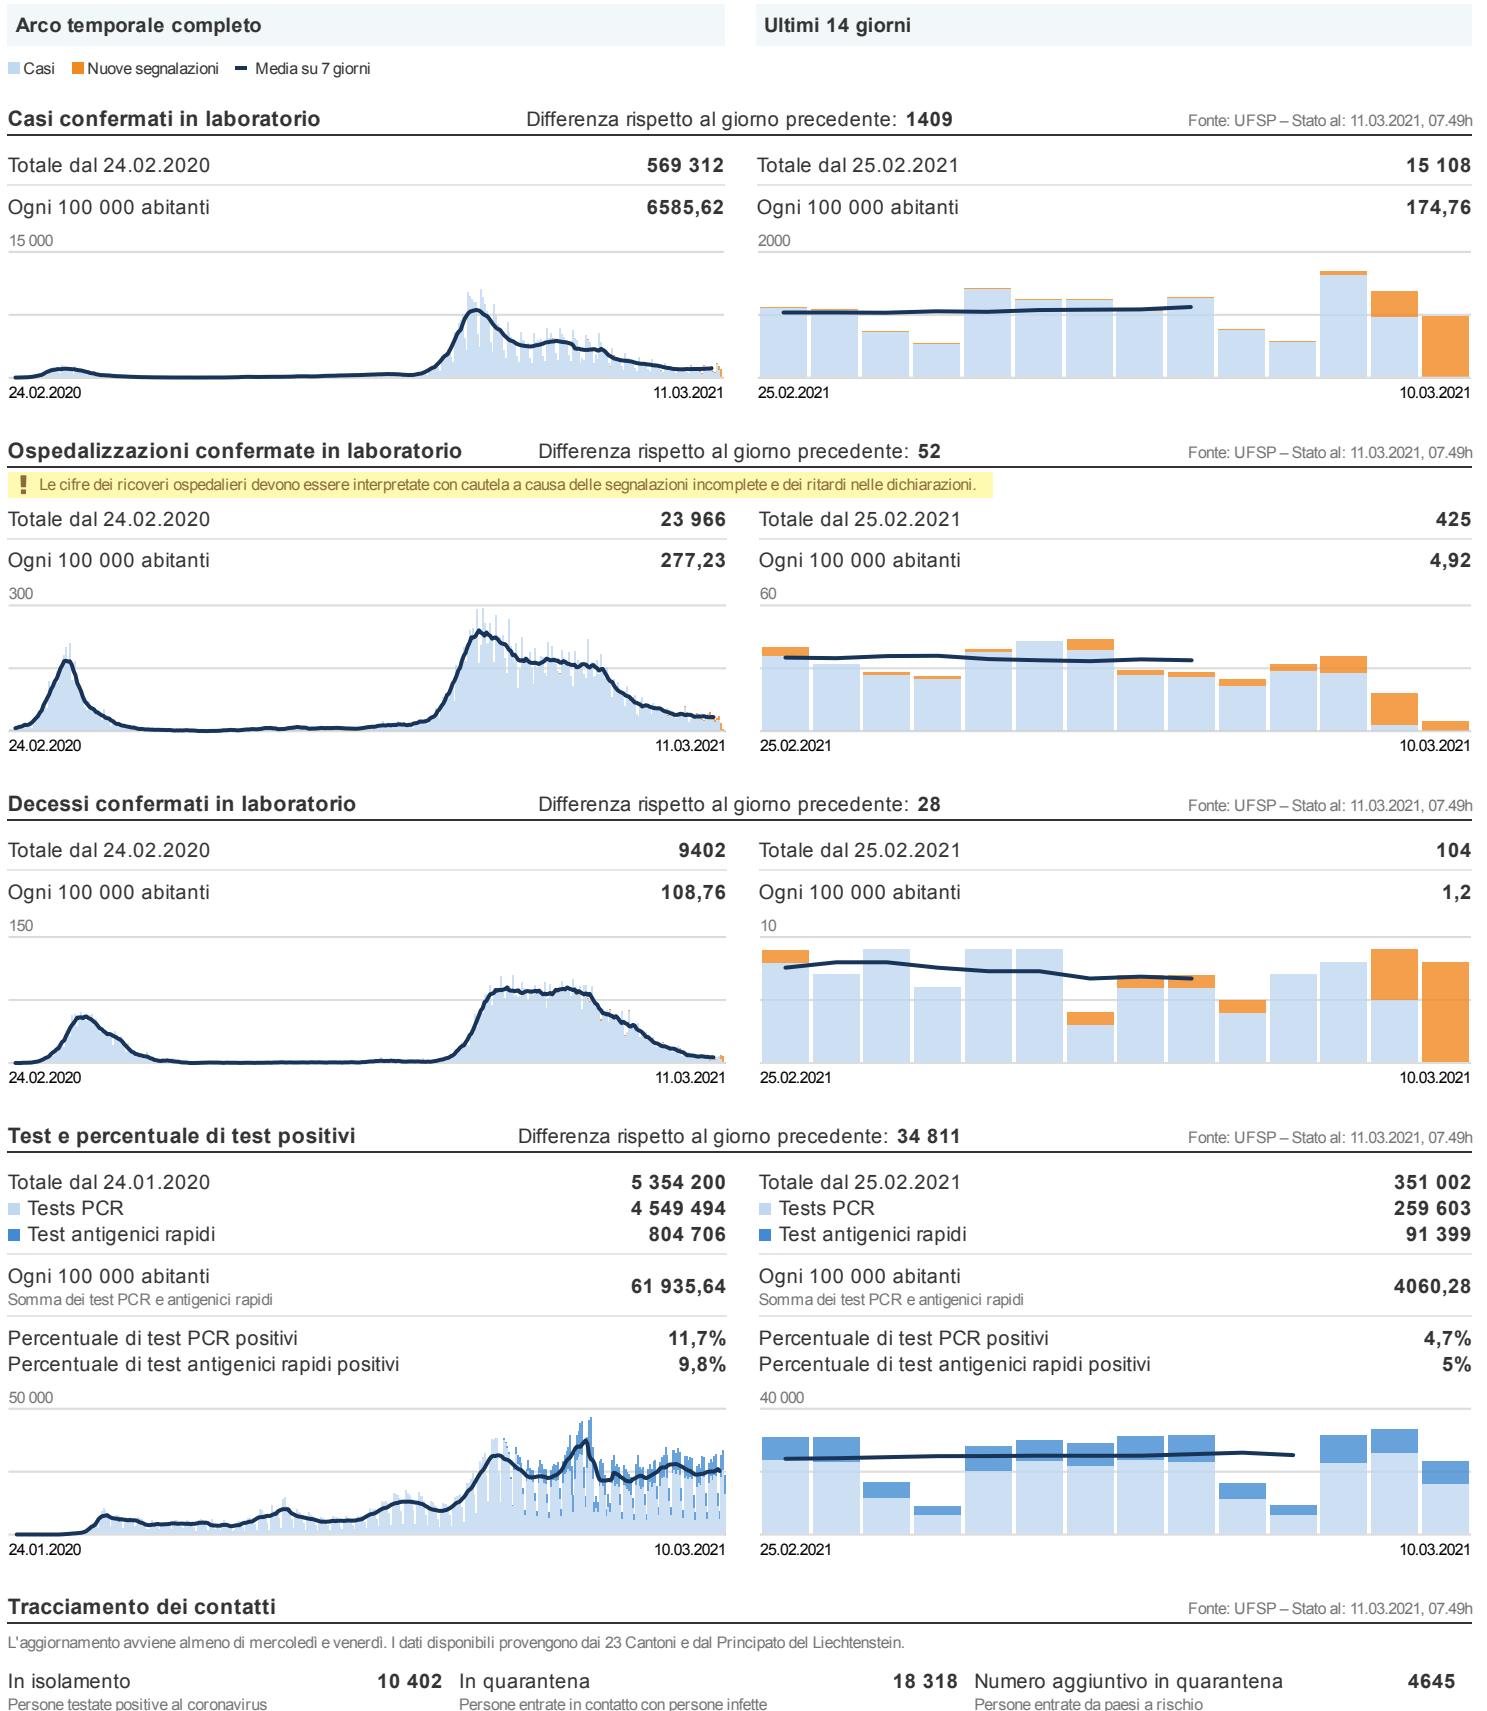 Arco temporale completo
Ultimi 14 giorni
Casi Nuove segnalazioni Media su 7 giorni
Casi confermati in laboratorio Differenza rispetto al giorno precedente: 1409 Fonte: UFSP – Stato al: 11.03.2021, 07.49h
Totale dal 24.02.2020 569 312
Ogni 100 000 abitanti 6585,62
15 000
24.02.2020 11.03.2021
Totale dal 25.02.2021 15 108
Ogni 100 000 abitanti 174,76
2000
25.02.2021 10.03.2021
Ospedalizzazioni confermate in laboratorio Differenza rispetto al giorno precedente: 52 Fonte: UFSP – Stato al: 11.03.2021, 07.49h
! Le cifre dei ricoveri ospedalieri devono essere interpretate con cautela a causa delle segnalazioni incomplete e dei ritardi nelle dichiarazioni.
Totale dal 24.02.2020 23 966
Ogni 100 000 abitanti 277,23
300
24.02.2020 11.03.2021
Totale dal 25.02.2021 425
Ogni 100 000 abitanti 4,92
60
25.02.2021 10.03.2021
Decessi confermati in laboratorio Differenza rispetto al giorno precedente: 28 Fonte: UFSP – Stato al: 11.03.2021, 07.49h
Totale dal 24.02.2020 9402
Ogni 100 000 abitanti 108,76
150
24.02.2020 11.03.2021
Totale dal 25.02.2021 104
Ogni 100 000 abitanti 1,2
10
25.02.2021 10.03.2021
Test e percentuale di test positivi Differenza rispetto al giorno precedente: 34 811 Fonte: UFSP – Stato al: 11.03.2021, 07.49h
Totale dal 24.01.2020 5 354 200
Tests PCR 4 549 494
Test antigenici rapidi 804 706
Ogni 100 000 abitanti 61 935,64
Somma dei test PCR e antigenici rapidi
Percentuale di test PCR positivi 11,7%
Percentuale di test antigenici rapidi positivi 9,8%
50 000
24.01.2020 10.03.2021
Totale dal 25.02.2021 351 002
Tests PCR 259 603
Test antigenici rapidi 91 399
Ogni 100 000 abitanti 4060,28
Somma dei test PCR e antigenici rapidi
Percentuale di test PCR positivi 4,7%
Percentuale di test antigenici rapidi positivi 5%
40 000
25.02.2021 10.03.2021
Tracciamento dei contatti Fonte: UFSP – Stato al: 11.03.2021, 07.49h
L'aggiornamento avviene almeno di mercoledì e venerdì. I dati disponibili provengono dai 23 Cantoni e dal Principato del Liechtenstein.
In isolamento 10 402
Persone testate positive al coronavirus
In quarantena 18 318
Persone entrate in contatto con persone infette
Numero aggiuntivo in quarantena 4645
Persone entrate da paesi a rischio